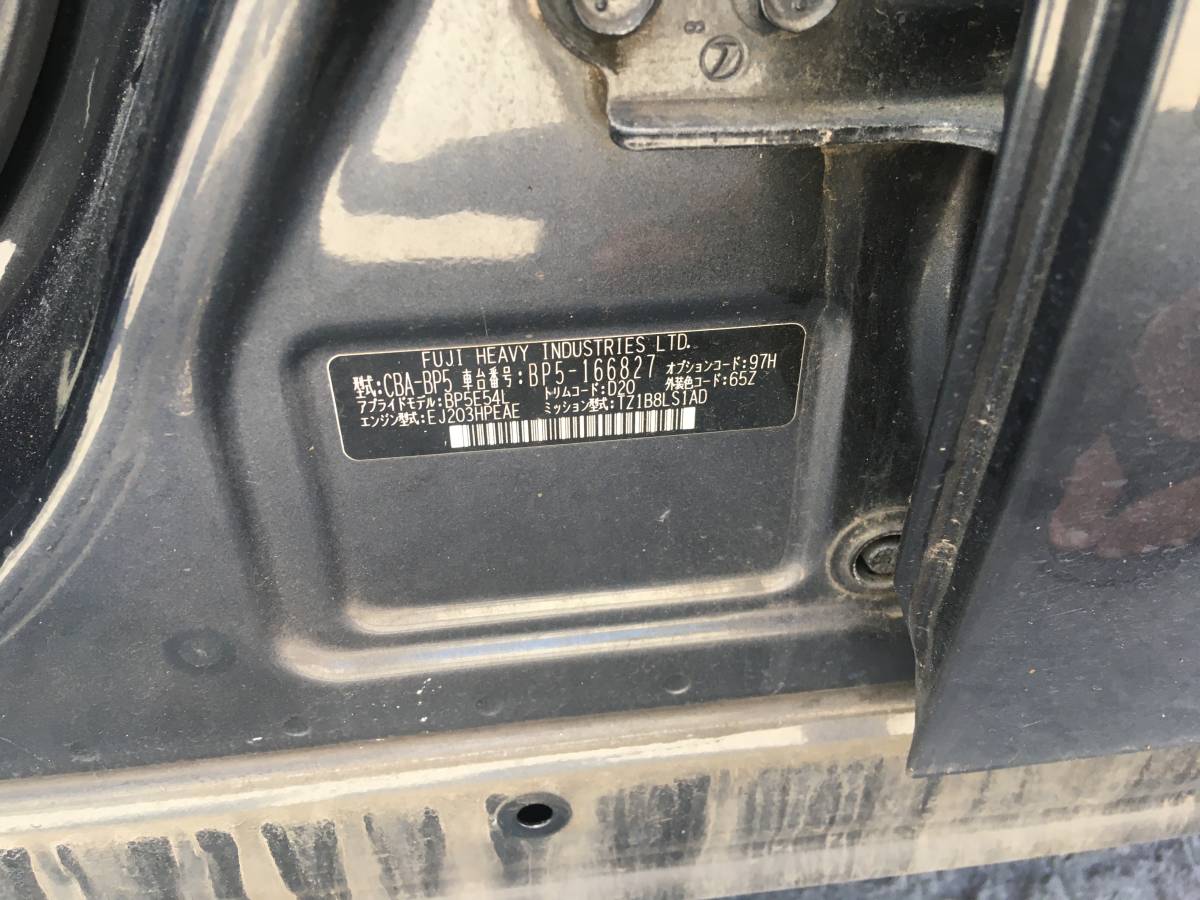 8
FUJI HEAVY INDUSTRIES LTD.
型式:CBA-BP5 車台番号:BP5-166827 オプションコード:97H
アプライドモデル:BP5E54L トリムコード:D20 外装色コード:65Z
エンジン型式:EJ203HPEAE ミッション型式:TZ1B8LS1AD